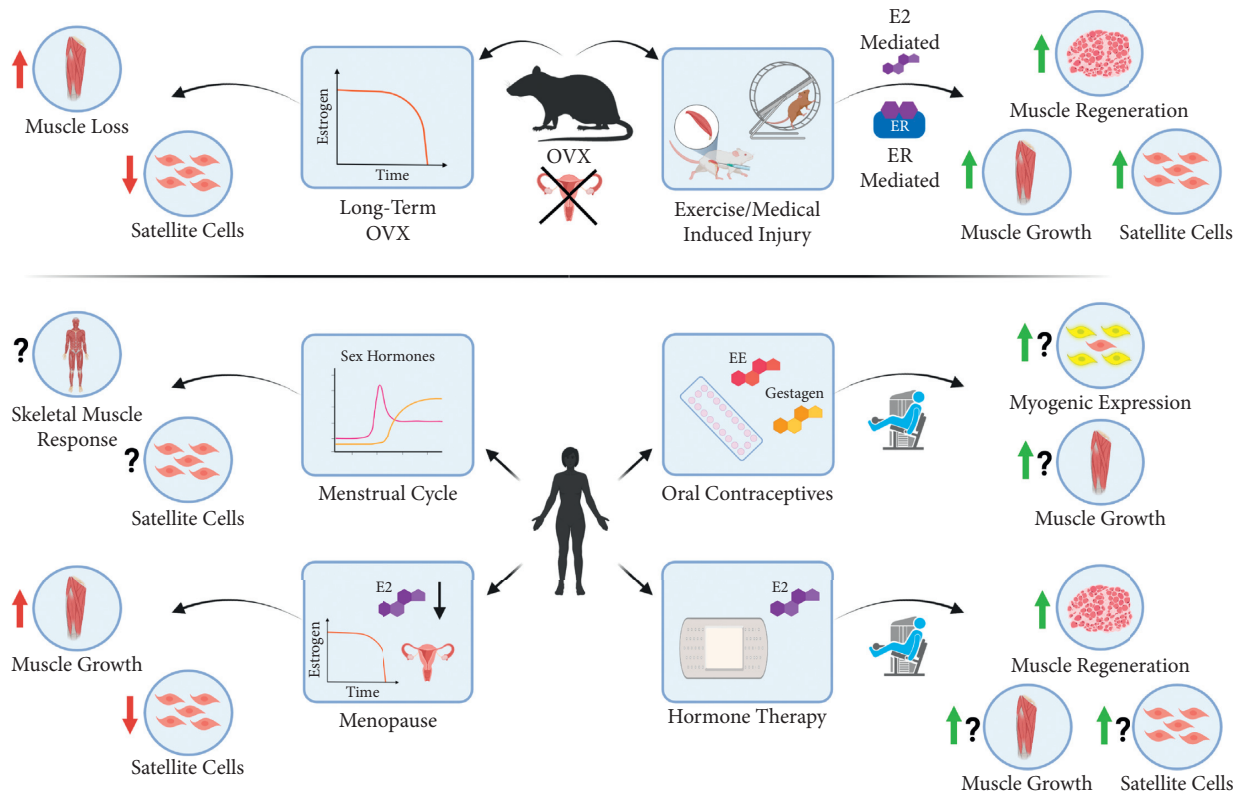 Muscle Loss
Satellite Cells
Estrogen
Time
Long-Term
OVX
OVX
Exercise/Medical
Induced Injury
E2
Mediated
ER
ER
Mediated
Muscle Regeneration
Muscle Growth
Satellite Cells
?
Skeletal Muscle
Response
?
Satellite Cells
Sex Hormones
Menstrual Cycle
EE
Gestagen
Oral Contraceptives
?
Myogenic Expression
?
Muscle Growth
Muscle Growth
Satellite Cells
E2
Estrogen
Time
Menopause
E2
Hormone Therapy
Muscle Regeneration
?
Muscle Growth
?
Satellite Cells